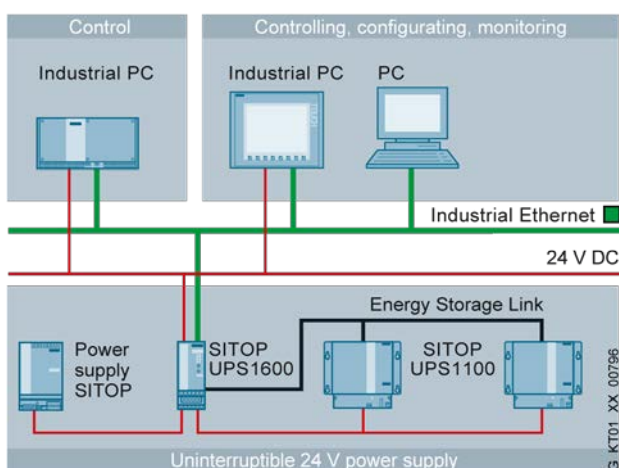 Control
Controlling, configurating, monitoring
Industrial PC
Industrial PC
PC
Industrial Ethernet
24 V DC
Energy Storage Link
Power
supply
SITOP
SITOP
UPS1600
SITOP
UPS1100
Uninterruptible 24 V power supply
G_KT01_XX_00796